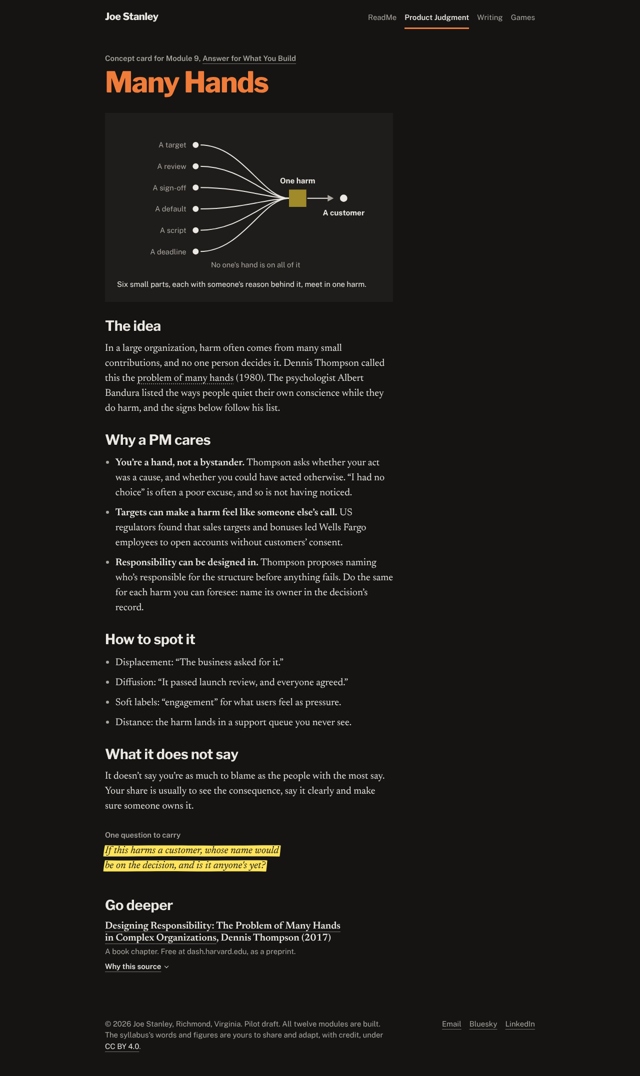 Joe Stanley
ReadMe Product Judgment Writing Games
Concept card for Module 9, Answer for What You Build
Many Hands
A target
A review
A sign-off
A default
A script
A deadline
One harm
A customer
No one's hand is on all of it
Six small parts, each with someone's reason behind it, meet in one harm.
The idea
In a large organization, harm often comes from many small
contributions, and no one person decides it. Dennis Thompson called
this the problem of many hands (1980). The psychologist Albert
Bandura listed the ways people quiet their own conscience while they
do harm, and the signs below follow his list.
Why a PM cares
• You're a hand, not a bystander. Thompson asks whether your act
was a cause, and whether you could have acted otherwise. “I had no
choice” is often a poor excuse, and so is not having noticed.
• Targets can make a harm feel like someone else's call. US
regulators found that sales targets and bonuses led Wells Fargo
employees to open accounts without customers' consent.
• Responsibility can be designed in. Thompson proposes naming
who's responsible for the structure before anything fails. Do the same
for each harm you can foresee: name its owner in the decision's
record.
How to spot it
• Displacement: “The business asked for it.”
• Diffusion: “It passed launch review, and everyone agreed.”
• Soft labels: “engagement” for what users feel as pressure.
• Distance: the harm lands in a support queue you never see.
What it does not say
It doesn't say you're as much to blame as the people with the most say.
Your share is usually to see the consequence, say it clearly and make
sure someone owns it.
One question to carry
If this harms a customer, whose name would
be on the decision, and is it anyone's yet?
Go deeper
Designing Responsibility: The Problem of Many Hands
in Complex Organizations, Dennis Thompson (2017)
A book chapter. Free at dash.harvard.edu, as a preprint.
Why this source
© 2026 Joe Stanley, Richmond, Virginia. Pilot draft. All twelve modules are built.
The syllabus's words and figures are yours to share and adapt, with credit, under
CC BY 4.0.
Email Bluesky LinkedIn